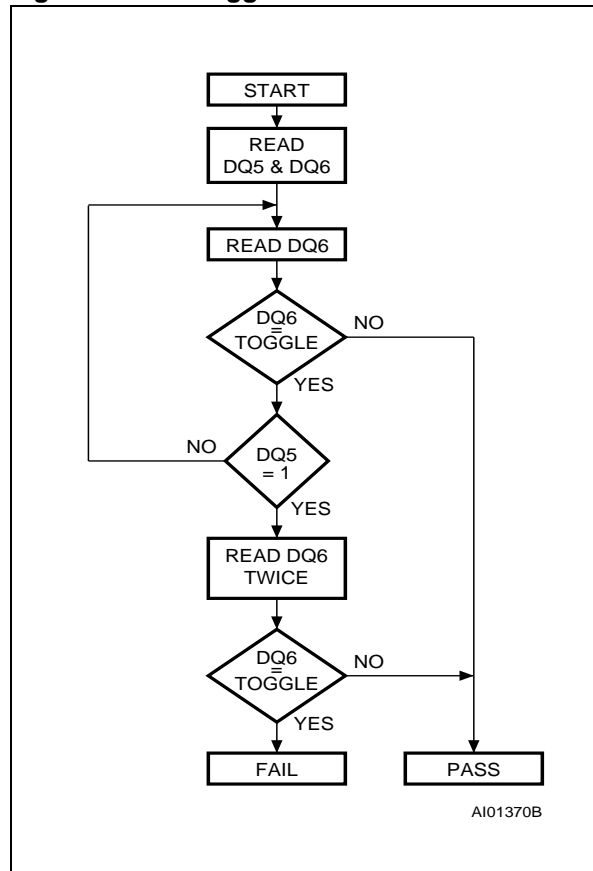 START
READ
DQ5 & DQ6
READ DQ6
DQ6
=
TOGGLE
NO
YES
NO
DQ5
= 1
YES
READ DQ6
TWICE
DQ6
=
TOGGLE
NO
YES
FAIL
PASS
AI01370B